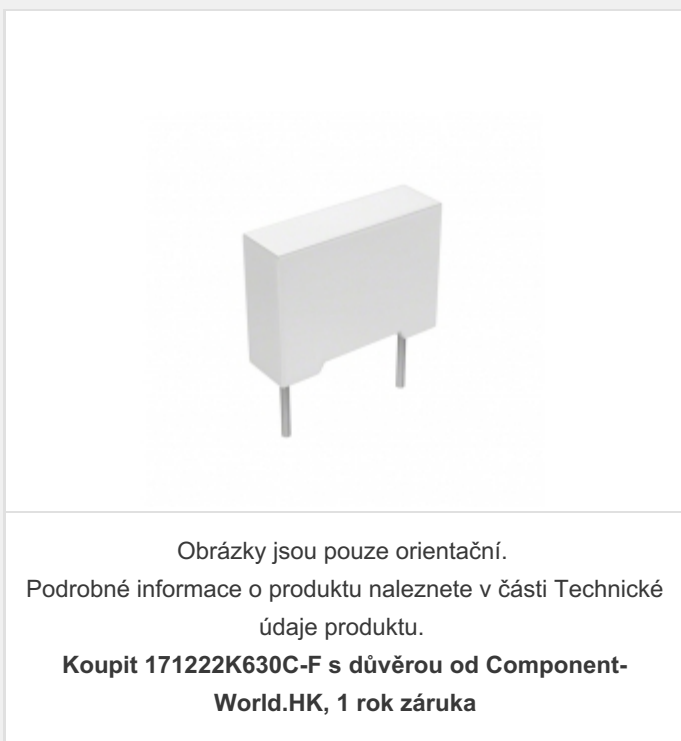 Obrázky jsou pouze orientační.
Podrobné informace o produktu naleznete v části Technické
údaje produktu.
Koupit 171222K630C-F s důvěrou od Component-
World.HK, 1 rok záruka